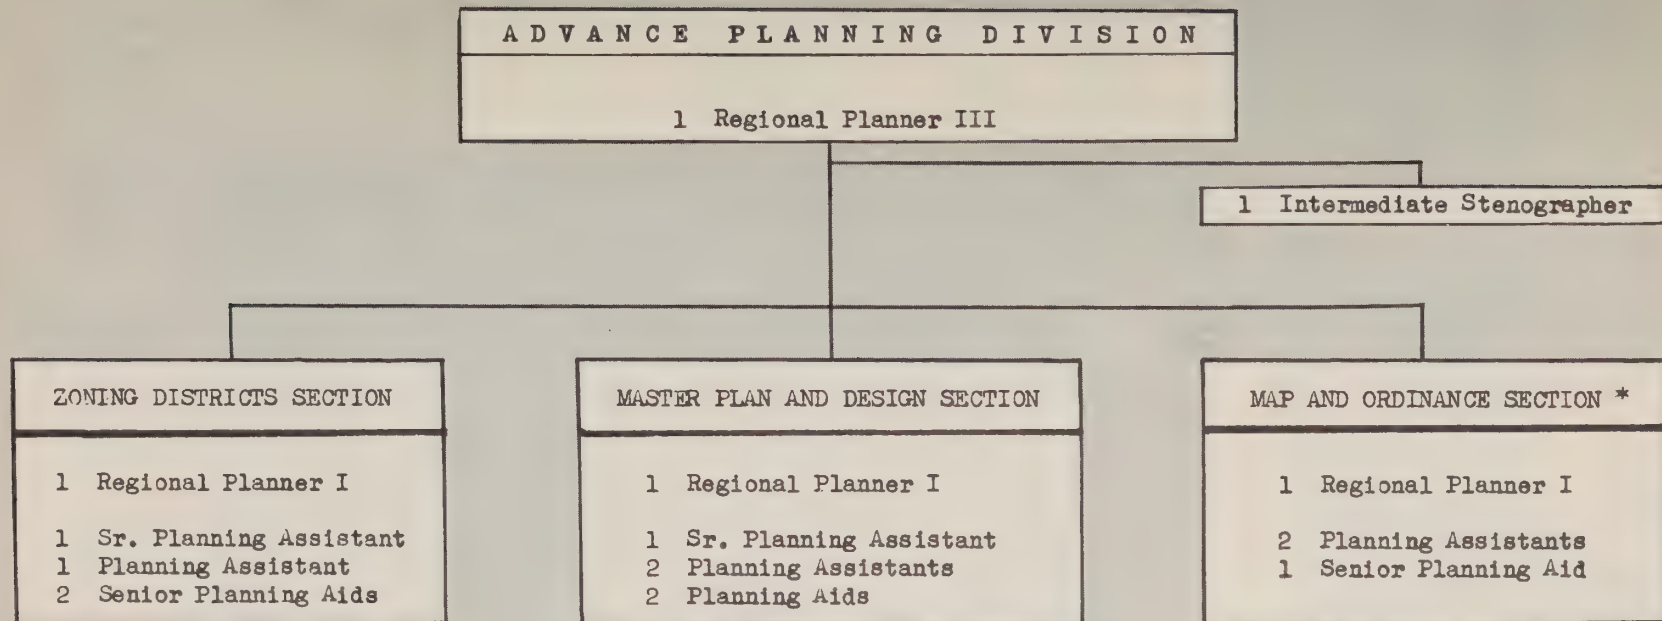 ADVANCE PLANNING DIVISION
1 Regional Planner III
1 Intermediate Stenographer
ZONING DISTRICTS SECTION
1 Regional Planner I
1 Sr. Planning Assistant
1 Planning Assistant
2 Senior Planning Aids
MASTER PLAN AND DESIGN SECTION
1 Regional Planner I
1 Sr. Planning Assistant
2 Planning Assistants
2 Planning Aids
MAP AND ORDINANCE SECTION *
1 Regional Planner I
2 Planning Assistants
1 Senior Planning Aid